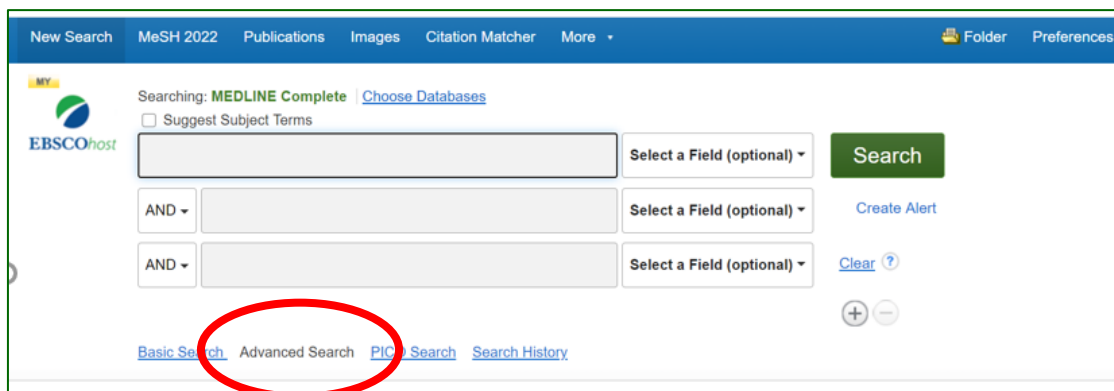 New Search MeSH 2022 Publications Images Citation Matcher More Folder Preferences
MY
EBSCOhost
Searching: MEDLINE Complete Choose Databases
Suggest Subject Terms
Select a Field (optional) Search
AND Select a Field (optional) Create Alert
AND Select a Field (optional) Clear ?
Basic Search Advanced Search PICO Search Search History